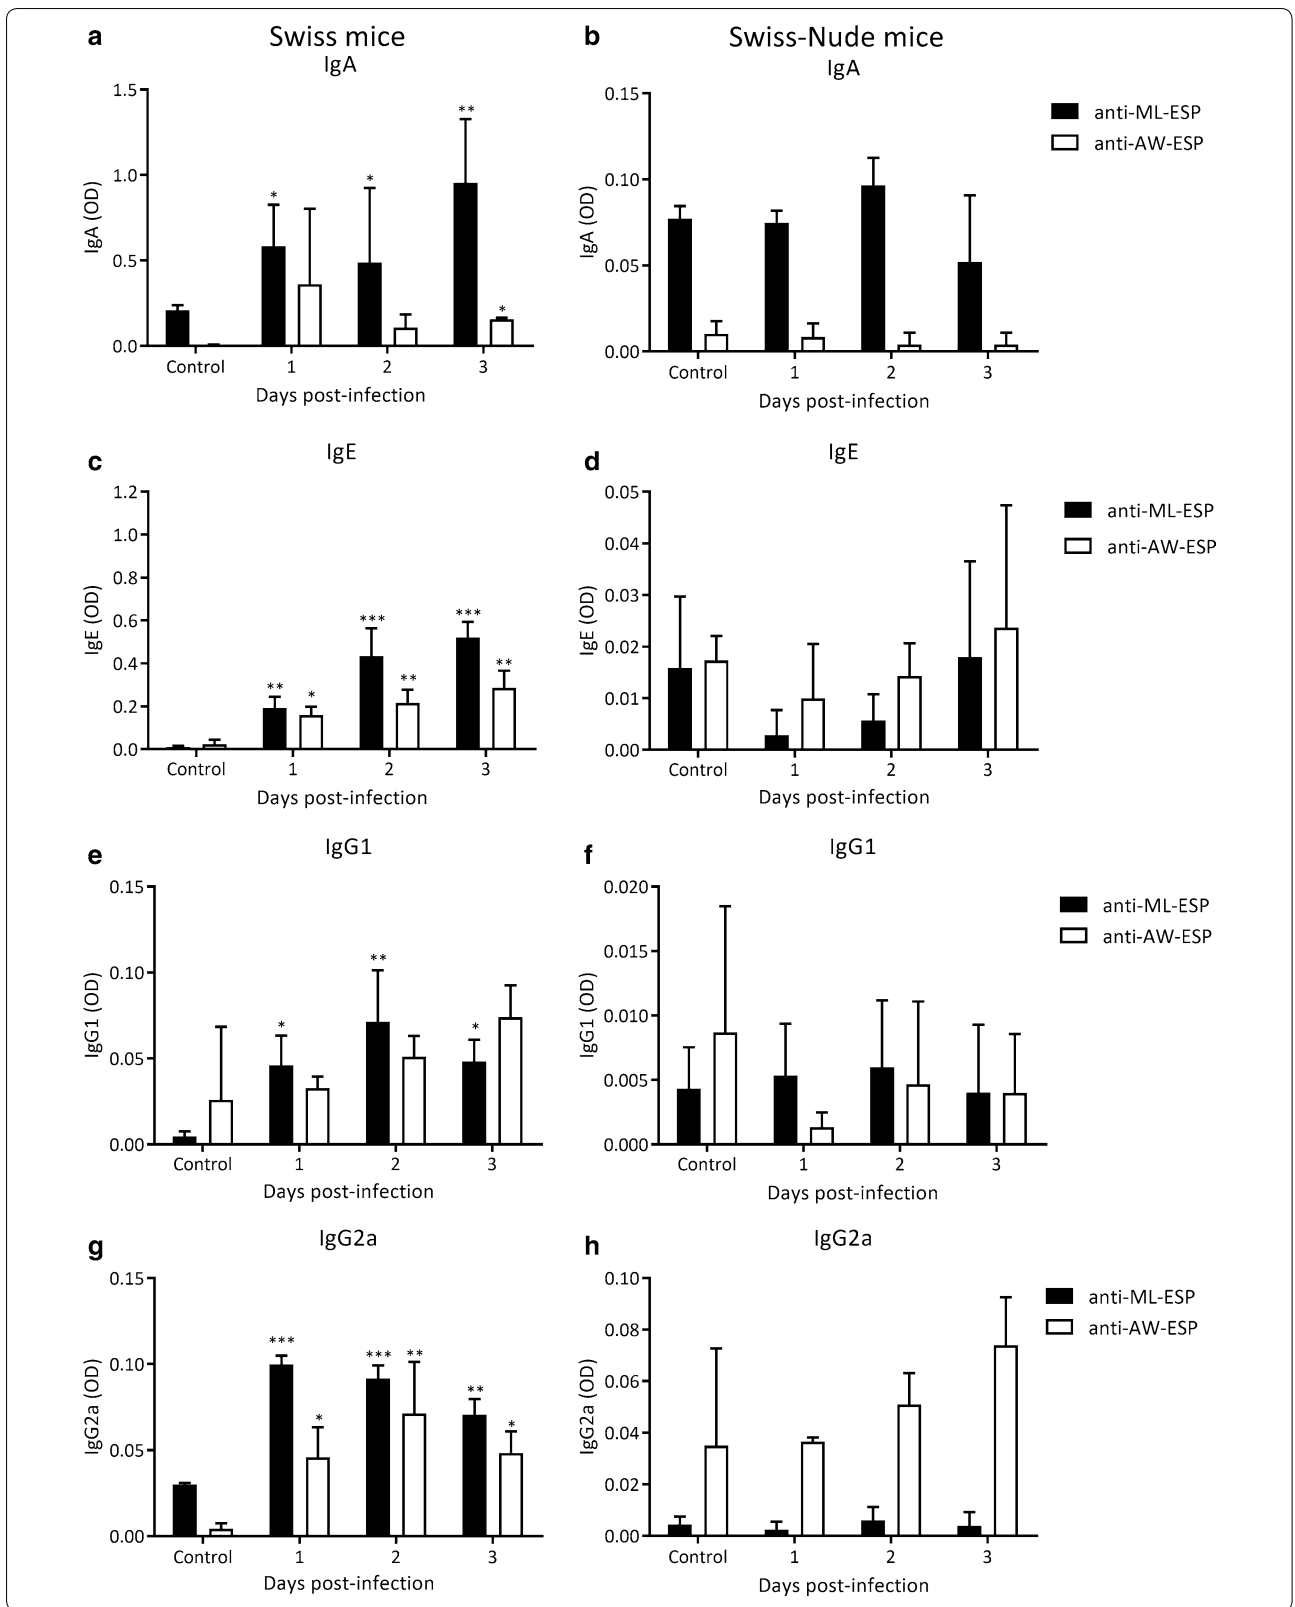 a Swiss mice
IgA
1.5
1.0
0.5
0.0
IgA (OD)
* * ** *
Control 1 2 3
Days post-infection
b Swiss-Nude mice
IgA
0.15
0.10
0.05
0.00
IgA (OD)
Control 1 2 3
Days post-infection
anti-ML-ESP
anti-AW-ESP
c IgE
1.2
1.0
0.8
0.6
0.4
0.2
0.0
IgE (OD)
** * *** ** *** **
Control 1 2 3
Days post-infection
d IgE
0.05
0.04
0.03
0.02
0.01
0.00
IgE (OD)
Control 1 2 3
Days post-infection
anti-ML-ESP
anti-AW-ESP
e IgG1
0.15
0.10
0.05
0.00
IgG1 (OD)
* ** *
Control 1 2 3
Days post-infection
f IgG1
0.020
0.015
0.010
0.005
0.000
IgG1 (OD)
Control 1 2 3
Days post-infection
anti-ML-ESP
anti-AW-ESP
g IgG2a
0.15
0.10
0.05
0.00
IgG2a (OD)
*** * *** ** ** *
Control 1 2 3
Days post-infection
h IgG2a
0.10
0.08
0.06
0.04
0.02
0.00
IgG2a (OD)
Control 1 2 3
Days post-infection
anti-ML-ESP
anti-AW-ESP